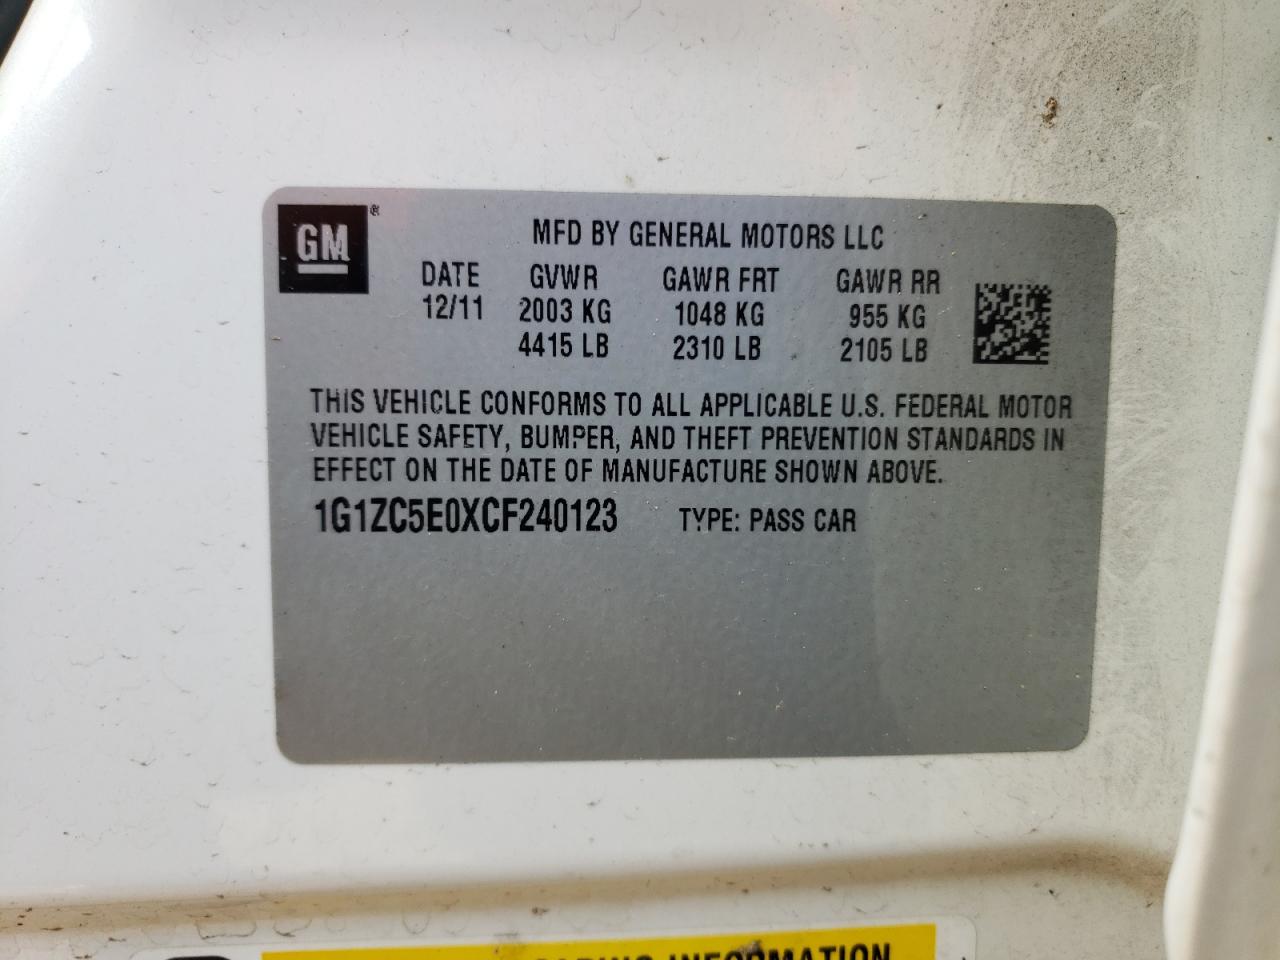 GM®
MFD BY GENERAL MOTORS LLC
DATE GVWR GAWR FRT GAWR RR
12/11 2003 KG 1048 KG 955 KG
4415 LB 2310 LB 2105 LB
THIS VEHICLE CONFORMS TO ALL APPLICABLE U.S. FEDERAL MOTOR
VEHICLE SAFETY, BUMPER, AND THEFT PREVENTION STANDARDS IN
EFFECT ON THE DATE OF MANUFACTURE SHOWN ABOVE.
1G1ZC5E0XCF240123 TYPE: PASS CAR
INFORMATION